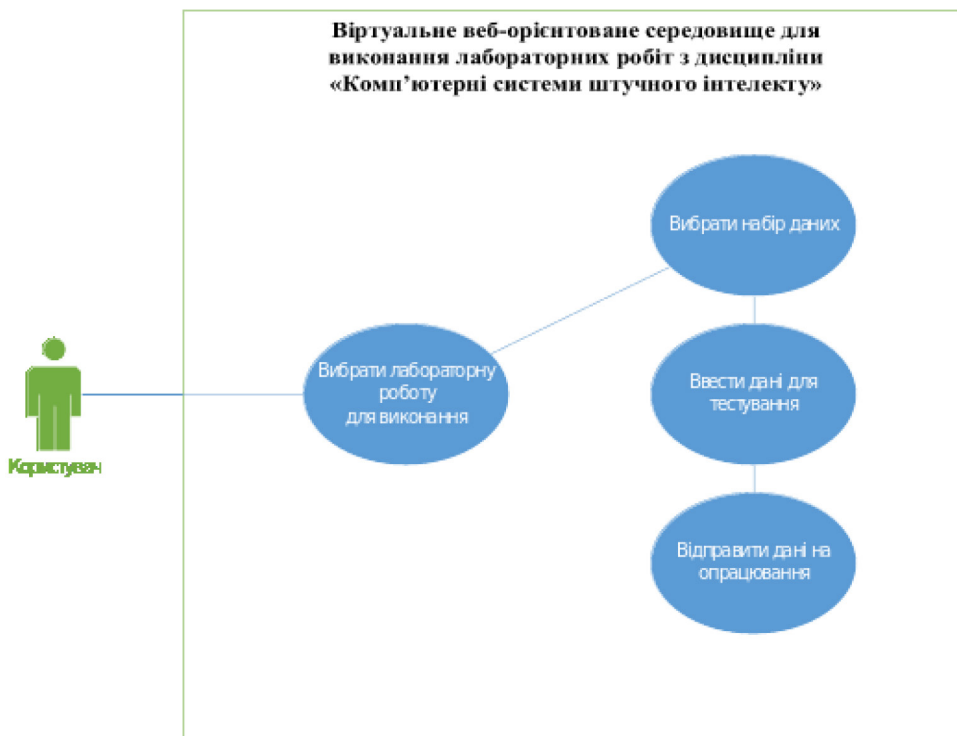 Віртуальне веб-орієнтоване середовище для
виконання лабораторних робіт з дисципліни
«Комп’ютерні системи штучного інтелекту»
Вибрати набір даних
Вибрати лабораторну
роботу
для виконання
Ввести дані для
тестування
Користувач
Відправити дані на
опрацювання